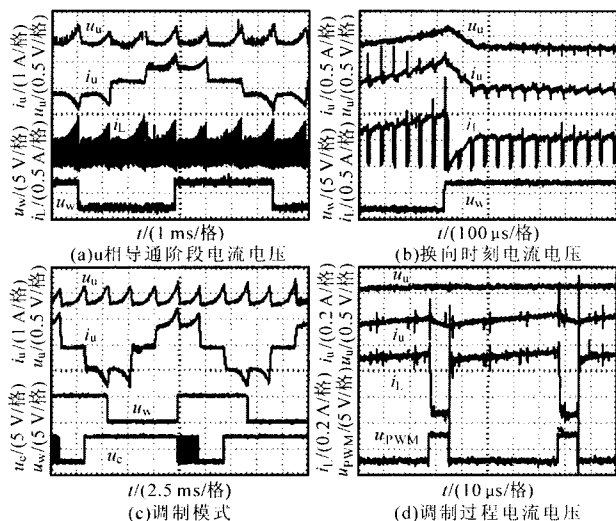 u_u
i_u
i_L
u_w
i_u/(1 A/格)
u_u/(0.5 V/格)
u_w/(5 V/格)
i_L/(0.5 A/格)
t/(1 ms/格)
(a)u相导通阶段电流电压
u_u
i_u
i_L
u_w
i_u/(0.5 A/格)
u_u/(0.5 V/格)
u_w/(5 V/格)
i_L/(0.5 A/格)
t/(100 μs/格)
(b)换向时刻电流电压
u_u
i_u
u_w
u_c
i_u/(1 A/格)
u_u/(0.5 V/格)
u_c/(5 V/格)
u_w/(5 V/格)
t/(2.5 ms/格)
(c)调制模式
u_u
i_u
i_L
u_PWM
i_u/(0.2 A/格)
u_u/(0.5 V/格)
i_L/(0.2 A/格)
u_PWM/(5 V/格)
t/(10 μs/格)
(d)调制过程电流电压